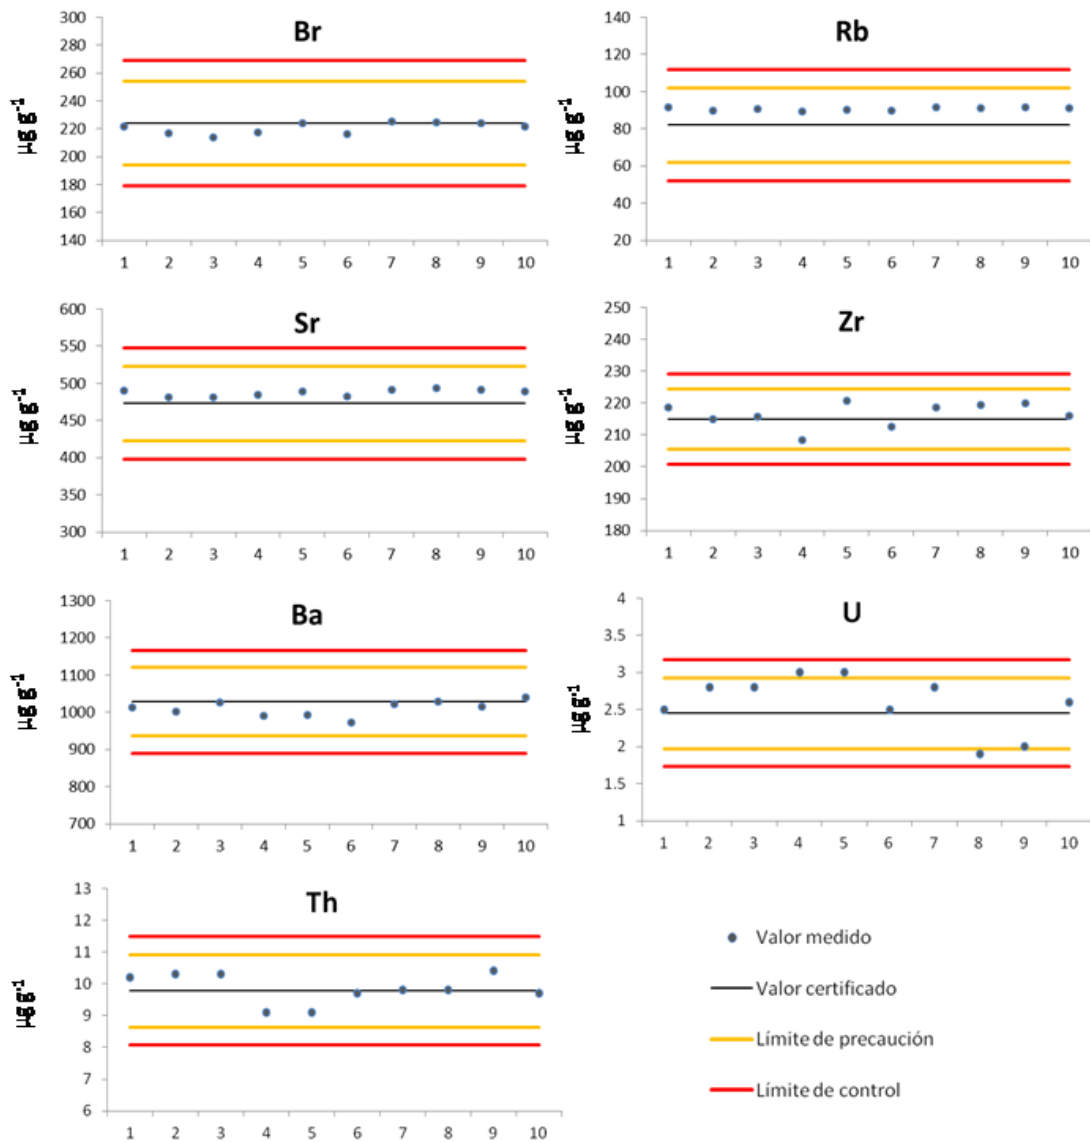 Br
µg g⁻¹
300
280
260
240
220
200
180
160
140
1 2 3 4 5 6 7 8 9 10
Rb
140
120
100
80
60
40
20
1 2 3 4 5 6 7 8 9 10
Sr
µg g⁻¹
600
550
500
450
400
350
300
1 2 3 4 5 6 7 8 9 10
Zr
µg g⁻¹
250
240
230
220
210
200
190
180
1 2 3 4 5 6 7 8 9 10
Ba
µg g⁻¹
1300
1200
1100
1000
900
800
700
1 2 3 4 5 6 7 8 9 10
U
µg g⁻¹
4
3.5
3
2.5
2
1.5
1
1 2 3 4 5 6 7 8 9 10
Th
µg g⁻¹
13
12
11
10
9
8
7
6
1 2 3 4 5 6 7 8 9 10
Valor medido
Valor certificado
Límite de precaución
Límite de control